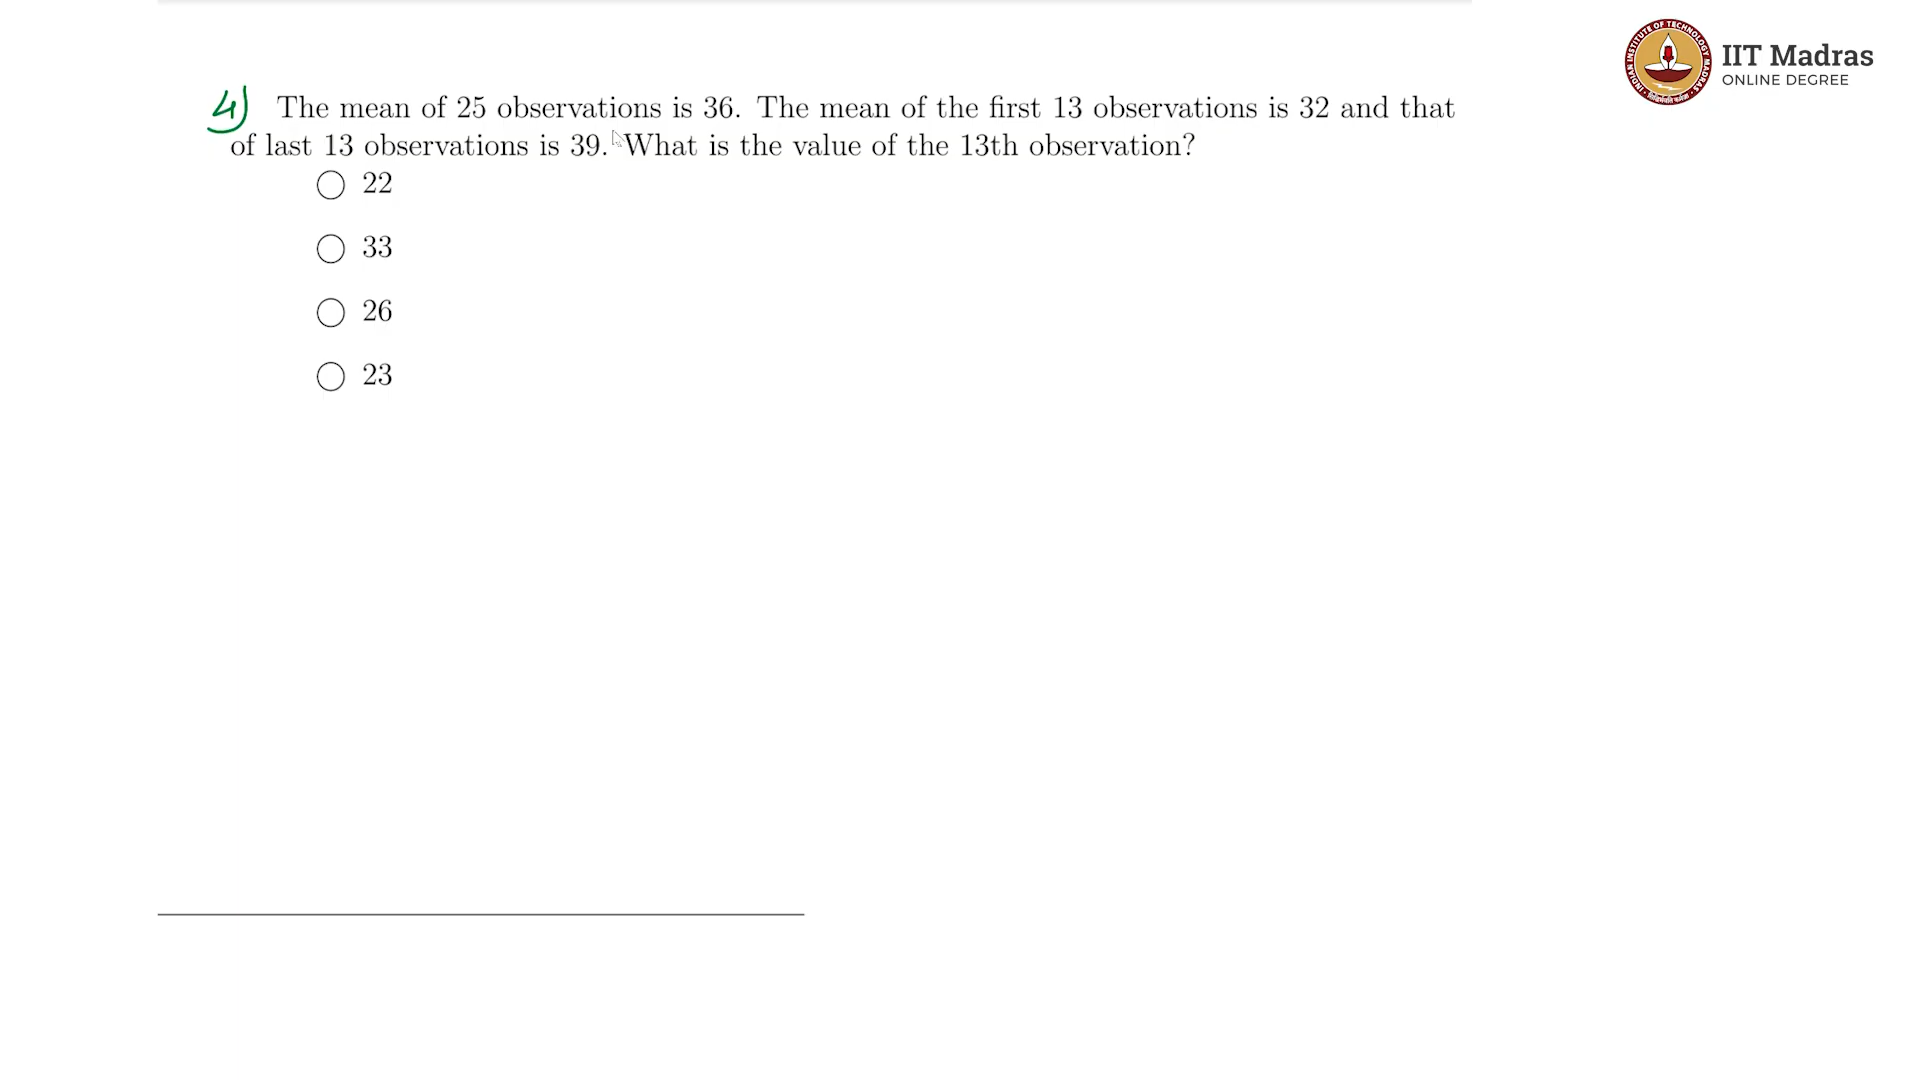 IIT Madras
ONLINE DEGREE
4) The mean of 25 observations is 36. The mean of the first 13 observations is 32 and that
of last 13 observations is 39. What is the value of the 13th observation?
22
33
26
23